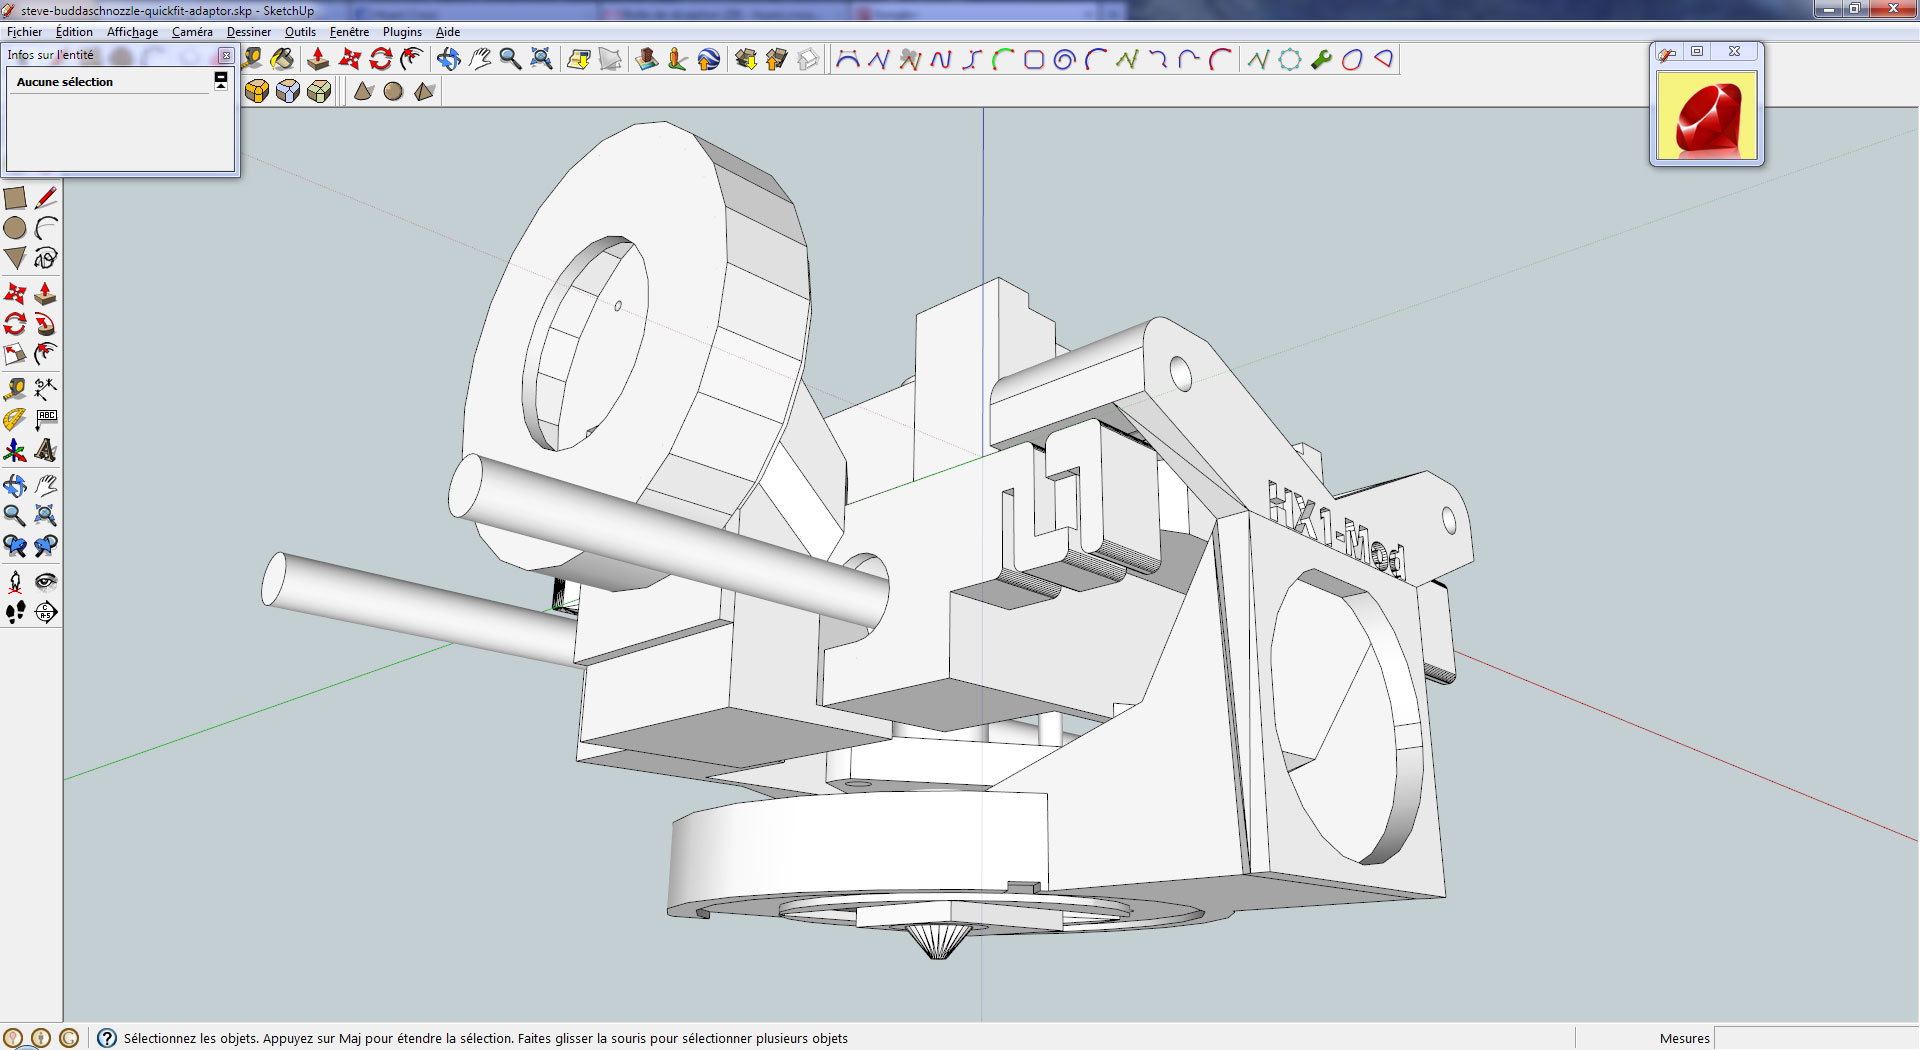 steve-buddaschnozzle-quickfit-adaptor.skp - SketchUp
Fichier Édition Affichage Caméra Dessiner Outils Fenêtre Plugins Aide
Infos sur l'entité
Aucune sélection
ABC
HX1-Mod
Sélectionnez les objets. Appuyez sur Maj pour étendre la sélection. Faites glisser la souris pour sélectionner plusieurs objets
Mesures